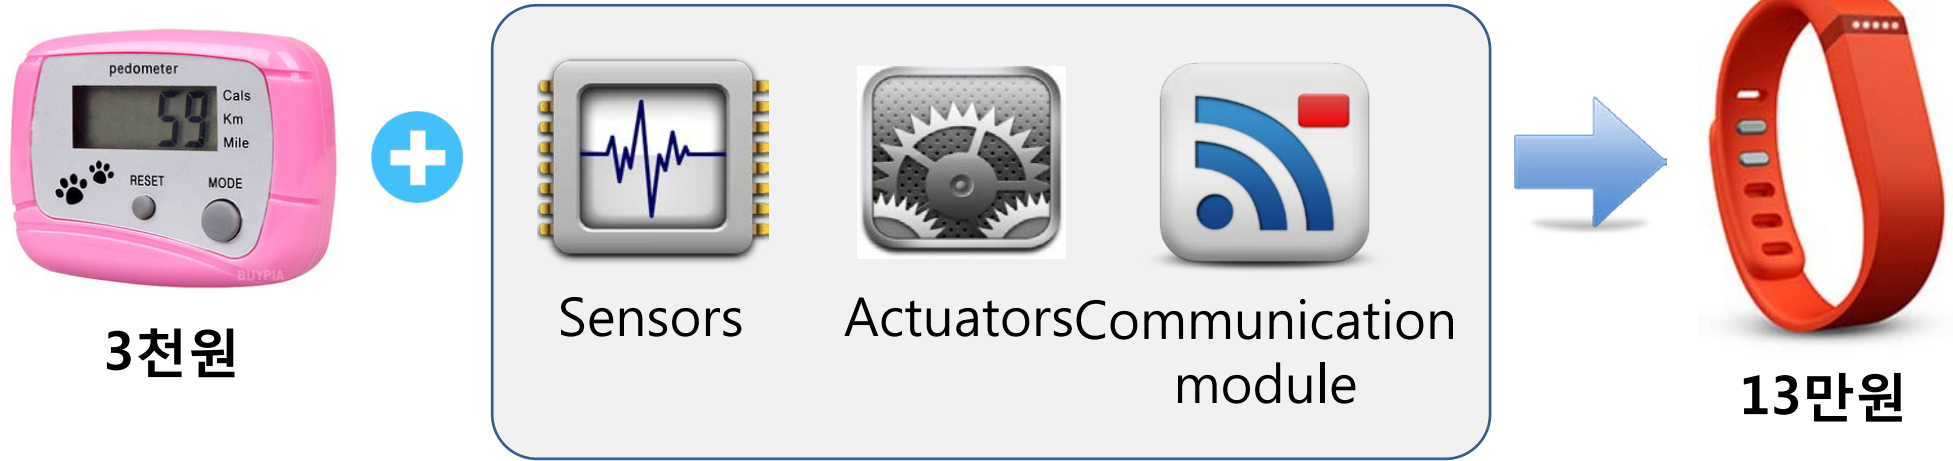 pedometer
59
Cals
Km
Mile
RESET
MODE
BUYPIA
3천원
Sensors
Actuators
Communication
module
13만원